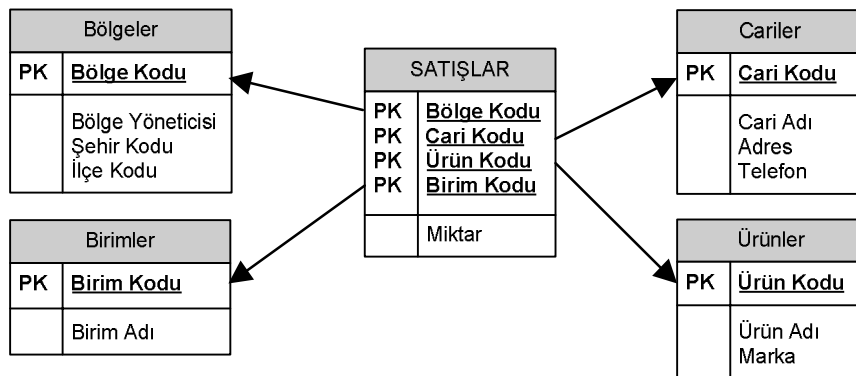 Bölgeler
PK Bölge Kodu
Bölge Yöneticisi
Şehir Kodu
İlçe Kodu
Birimler
PK Birim Kodu
Birim Adı
SATIŞLAR
PK Bölge Kodu
PK Cari Kodu
PK Ürün Kodu
PK Birim Kodu
Miktar
Cariler
PK Cari Kodu
Cari Adı
Adres
Telefon
Ürünler
PK Ürün Kodu
Ürün Adı
Marka